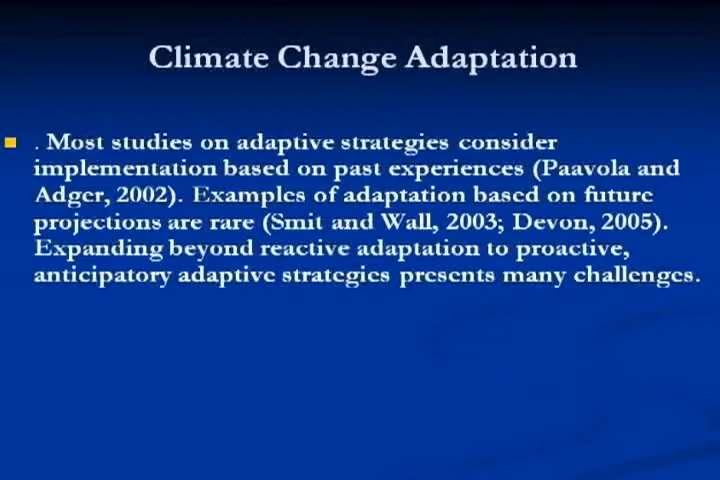 Climate Change Adaptation
. Most studies on adaptive strategies consider
implementation based on past experiences (Paavola and
Adger, 2002). Examples of adaptation based on future
projections are rare (Smit and Wall, 2003; Devon, 2005).
Expanding beyond reactive adaptation to proactive,
anticipatory adaptive strategies presents many challenges.